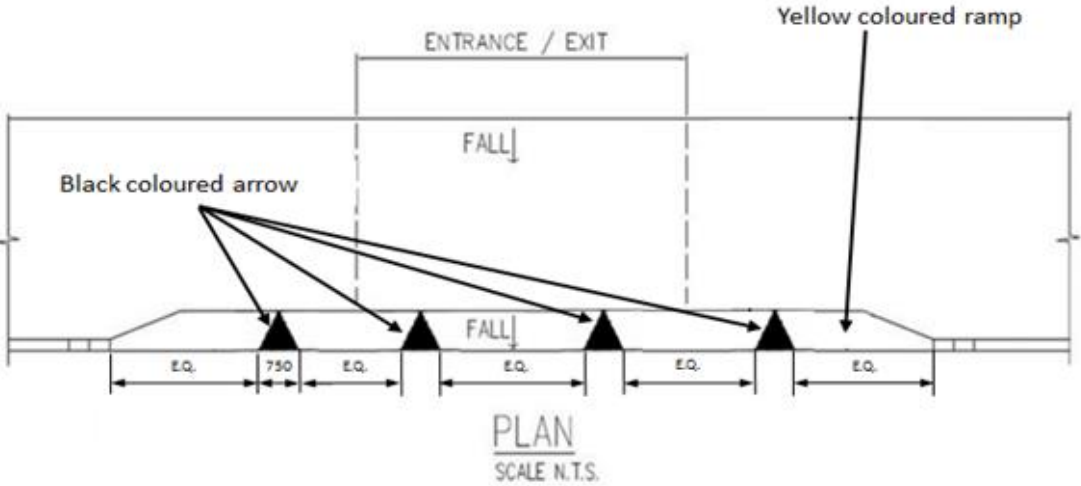 Yellow coloured ramp
ENTRANCE / EXIT
FALL
Black coloured arrow
FALL
E.Q. 750 E.Q. E.Q. E.Q. E.Q.
PLAN
SCALE N.T.S.